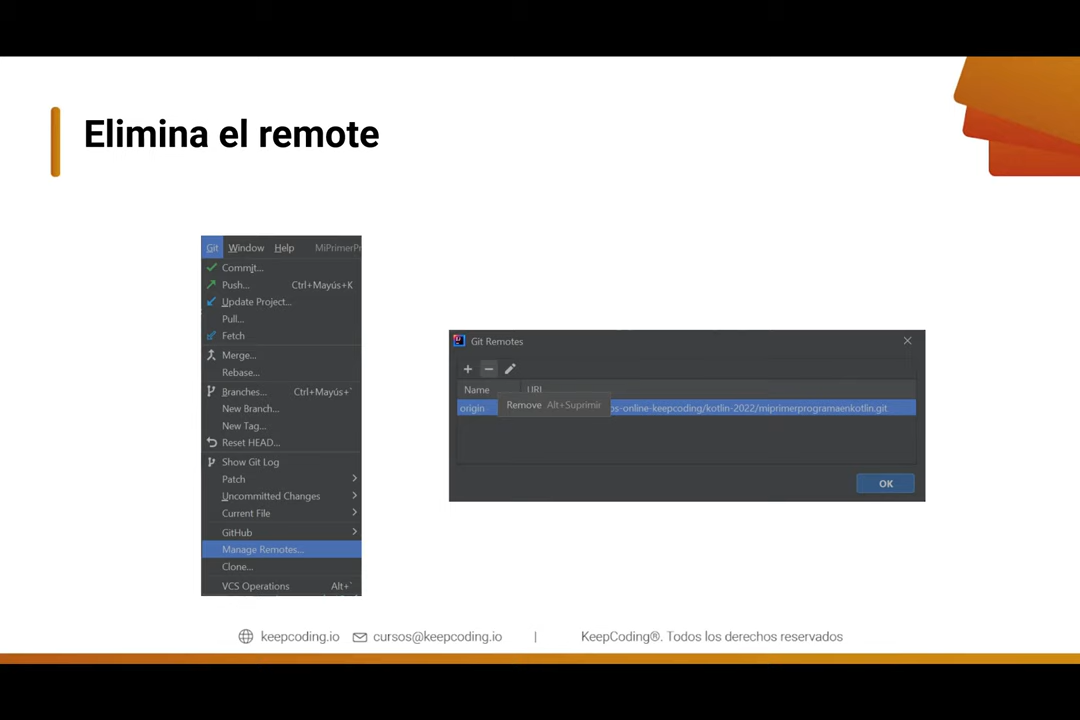 Elimina el remote
Git Window Help MiPrimerPr
Commit...
Push... Ctrl+Mayús+K
Update Project...
Pull...
Fetch
Merge...
Rebase...
Branches... Ctrl+Mayús+`
New Branch...
New Tag...
Reset HEAD...
Show Git Log
Patch
Uncommitted Changes
Current File
GitHub
Manage Remotes...
Clone...
VCS Operations Alt+`
Git Remotes
Name URL
origin Remove Alt+Suprimir os-online-keepcoding/kotlin-2022/miprimerprogramaenkotlin.git
OK
keepcoding.io cursos@keepcoding.io | KeepCoding®. Todos los derechos reservados